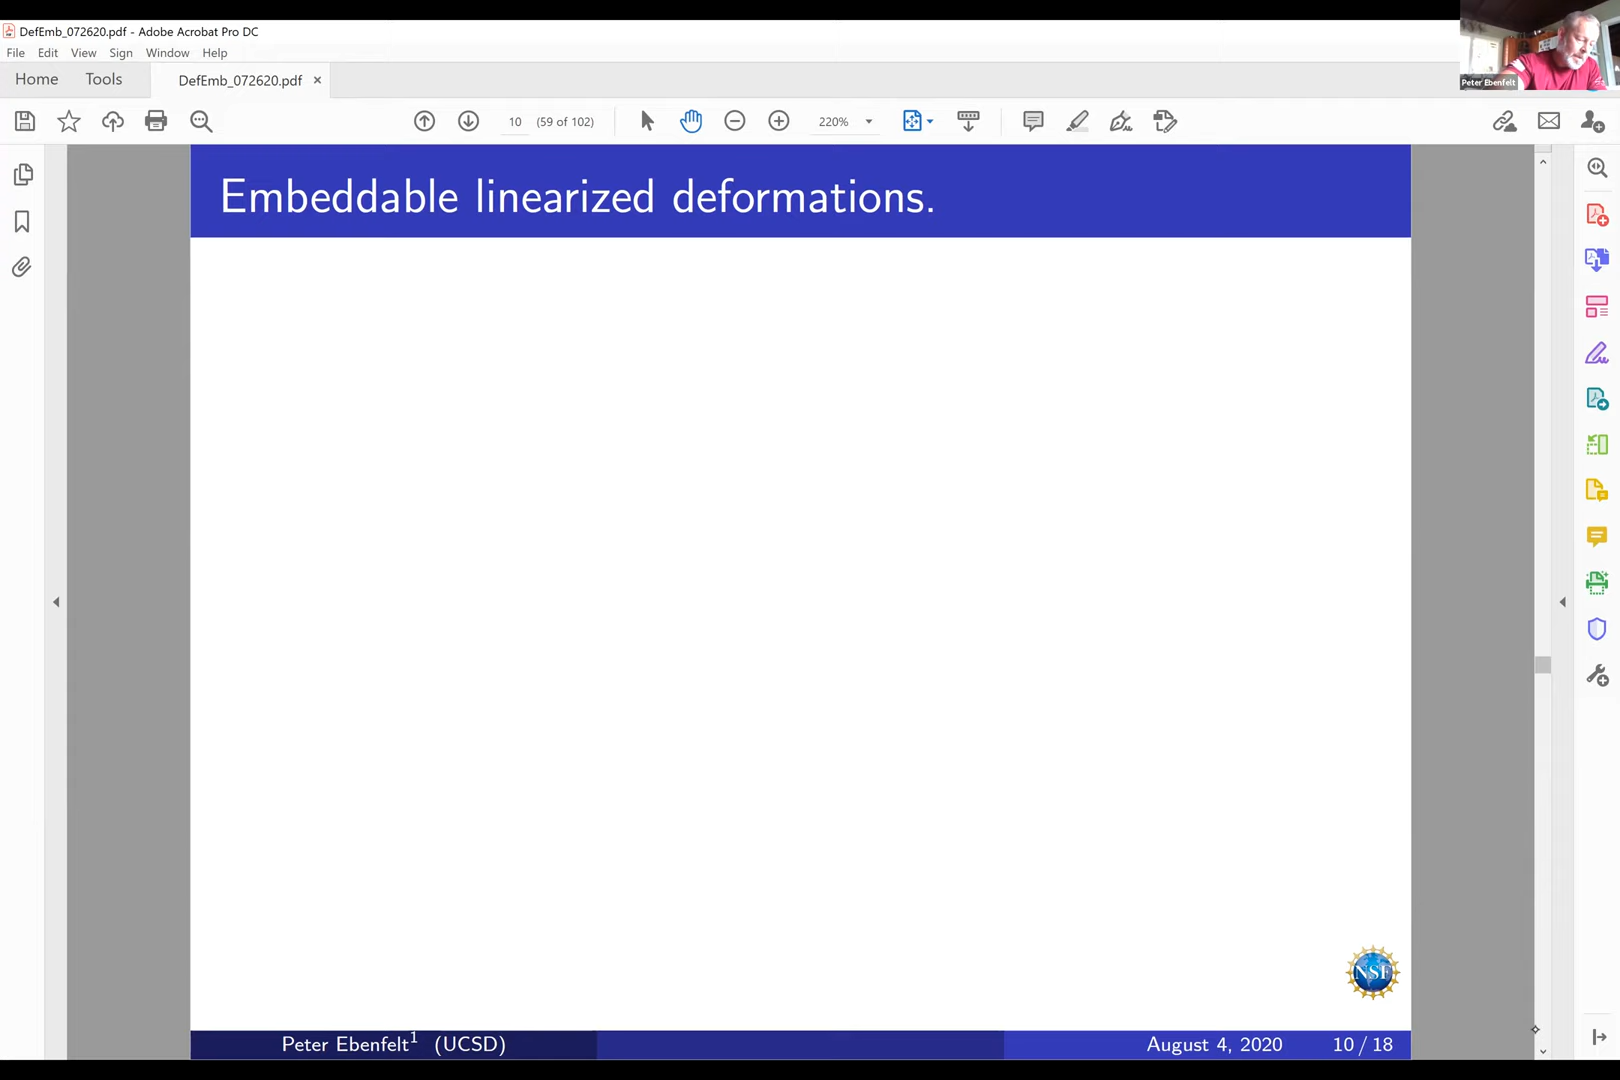 DefEmb_072620.pdf - Adobe Acrobat Pro DC
File Edit View Sign Window Help
Home Tools DefEmb_072620.pdf ×
10 (59 of 102) 220%
Peter Ebenfelt
Embeddable linearized deformations.
NSF
Peter Ebenfelt1 (UCSD) August 4, 2020 10 / 18